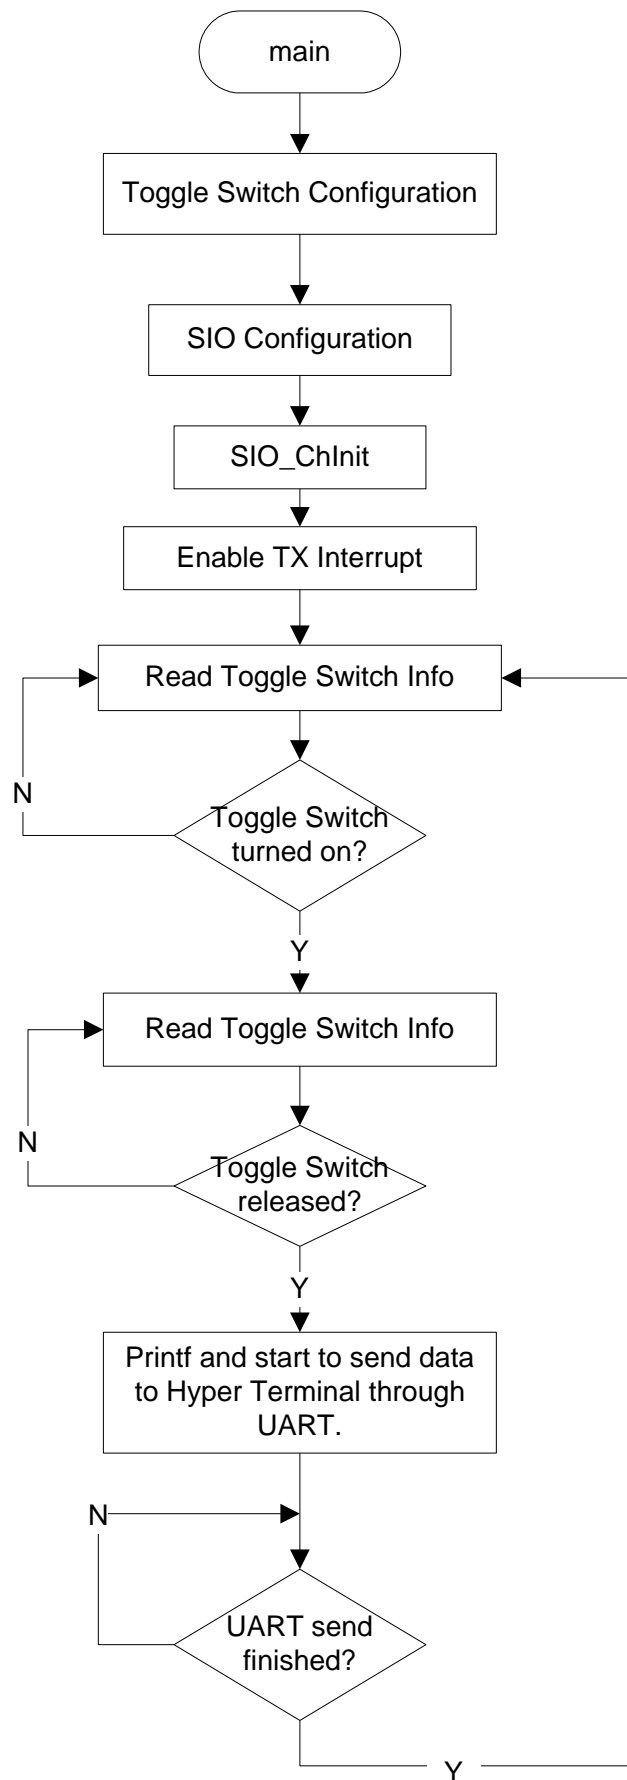 main
Toggle Switch Configuration
SIO Configuration
SIO_ChInit
Enable TX Interrupt
Read Toggle Switch Info
N
Toggle Switch
turned on?
Y
Read Toggle Switch Info
N
Toggle Switch
released?
Y
Printf and start to send data
to Hyper Terminal through
UART.
N
UART send
finished?
Y